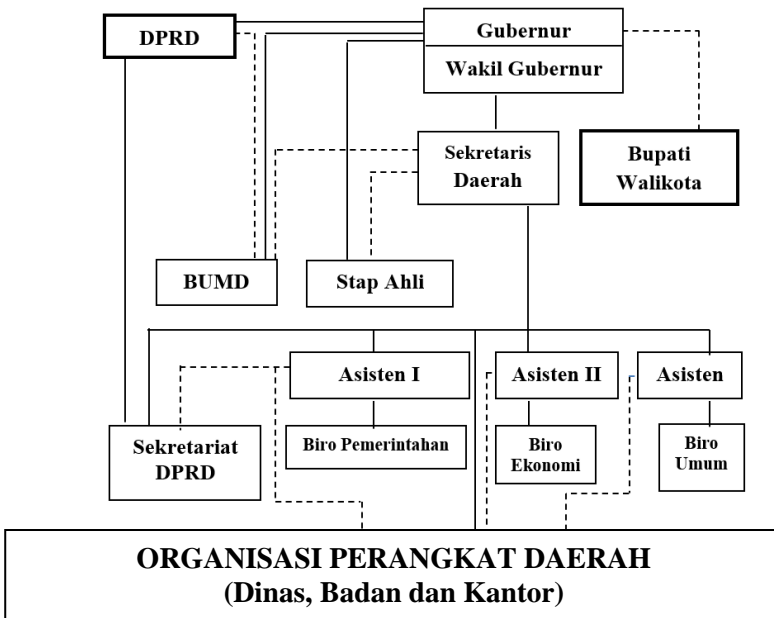 DPRD
Gubernur
Wakil Gubernur
Sekretaris
Daerah
Bupati
Walikota
BUMD
Stap Ahli
Asisten I
Asisten II
Asisten
Sekretariat
DPRD
Biro Pemerintahan
Biro
Ekonomi
Biro
Umum
ORGANISASI PERANGKAT DAERAH
(Dinas, Badan dan Kantor)